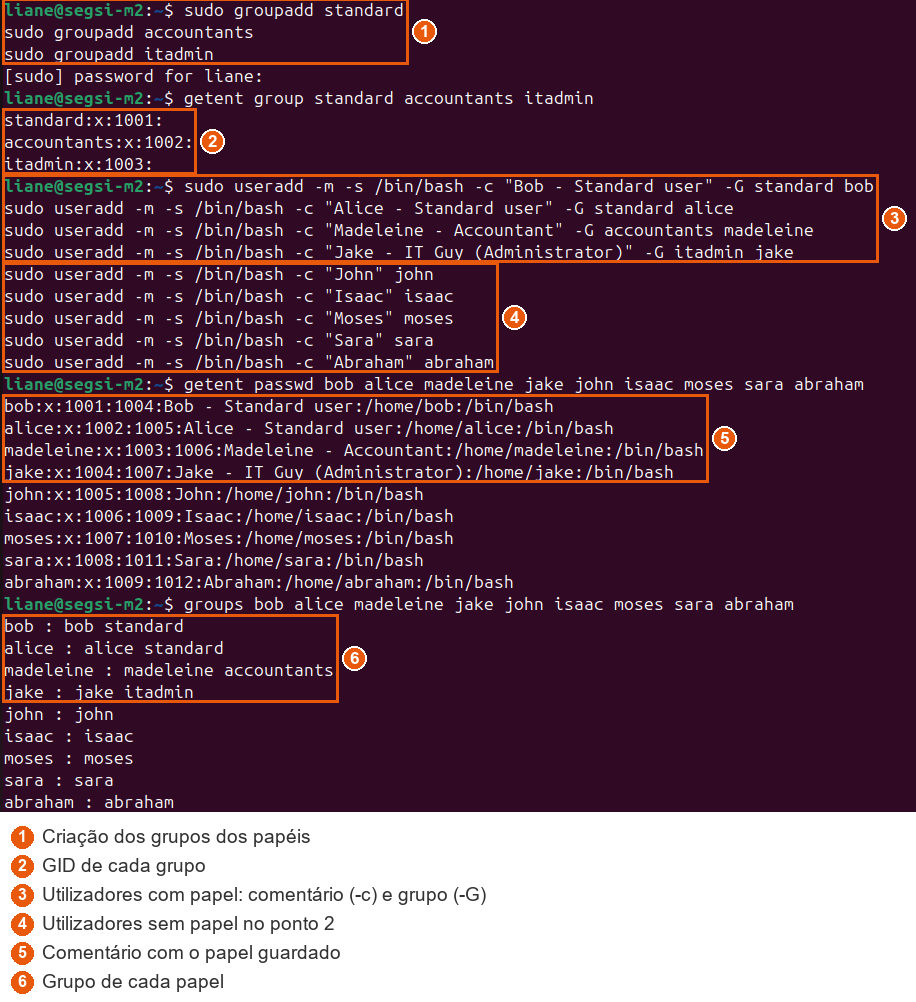 liane@segsi-m2:~$ sudo groupadd standard
sudo groupadd accountants
sudo groupadd itadmin
1
[sudo] password for liane:
liane@segsi-m2:~$ getent group standard accountants itadmin
standard:x:1001:
accountants:x:1002:
itadmin:x:1003:
2
liane@segsi-m2:~$ sudo useradd -m -s /bin/bash -c "Bob - Standard user" -G standard bob
sudo useradd -m -s /bin/bash -c "Alice - Standard user" -G standard alice
sudo useradd -m -s /bin/bash -c "Madeleine - Accountant" -G accountants madeleine
sudo useradd -m -s /bin/bash -c "Jake - IT Guy (Administrator)" -G itadmin jake
3
sudo useradd -m -s /bin/bash -c "John" john
sudo useradd -m -s /bin/bash -c "Isaac" isaac
sudo useradd -m -s /bin/bash -c "Moses" moses
sudo useradd -m -s /bin/bash -c "Sara" sara
sudo useradd -m -s /bin/bash -c "Abraham" abraham
4
liane@segsi-m2:~$ getent passwd bob alice madeleine jake john isaac moses sara abraham
bob:x:1001:1004:Bob - Standard user:/home/bob:/bin/bash
alice:x:1002:1005:Alice - Standard user:/home/alice:/bin/bash
madeleine:x:1003:1006:Madeleine - Accountant:/home/madeleine:/bin/bash
jake:x:1004:1007:Jake - IT Guy (Administrator):/home/jake:/bin/bash
5
john:x:1005:1008:John:/home/john:/bin/bash
isaac:x:1006:1009:Isaac:/home/isaac:/bin/bash
moses:x:1007:1010:Moses:/home/moses:/bin/bash
sara:x:1008:1011:Sara:/home/sara:/bin/bash
abraham:x:1009:1012:Abraham:/home/abraham:/bin/bash
liane@segsi-m2:~$ groups bob alice madeleine jake john isaac moses sara abraham
bob : bob standard
alice : alice standard
madeleine : madeleine accountants
jake : jake itadmin
6
john : john
isaac : isaac
moses : moses
sara : sara
abraham : abraham
1 Criação dos grupos dos papéis
2 GID de cada grupo
3 Utilizadores com papel: comentário (-c) e grupo (-G)
4 Utilizadores sem papel no ponto 2
5 Comentário com o papel guardado
6 Grupo de cada papel